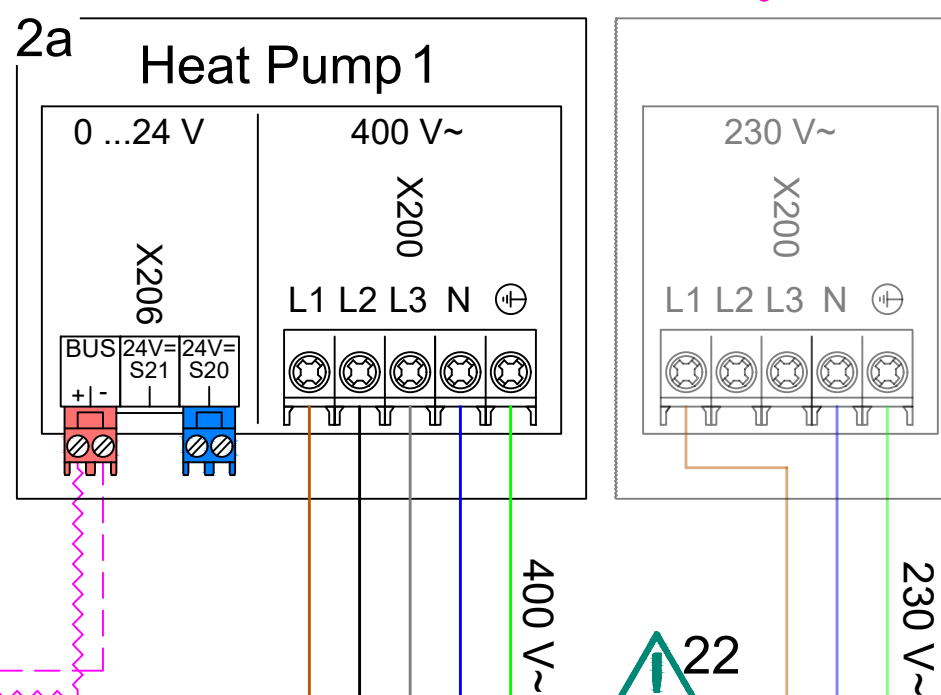 2a
Heat Pump 1
0 ...24 V
400 V~
X200
X206
L1 L2 L3 N
BUS 24V= 24V=
S21 S20
+ -
400 V~
230 V~
X200
L1 L2 L3 N
230 V~
22